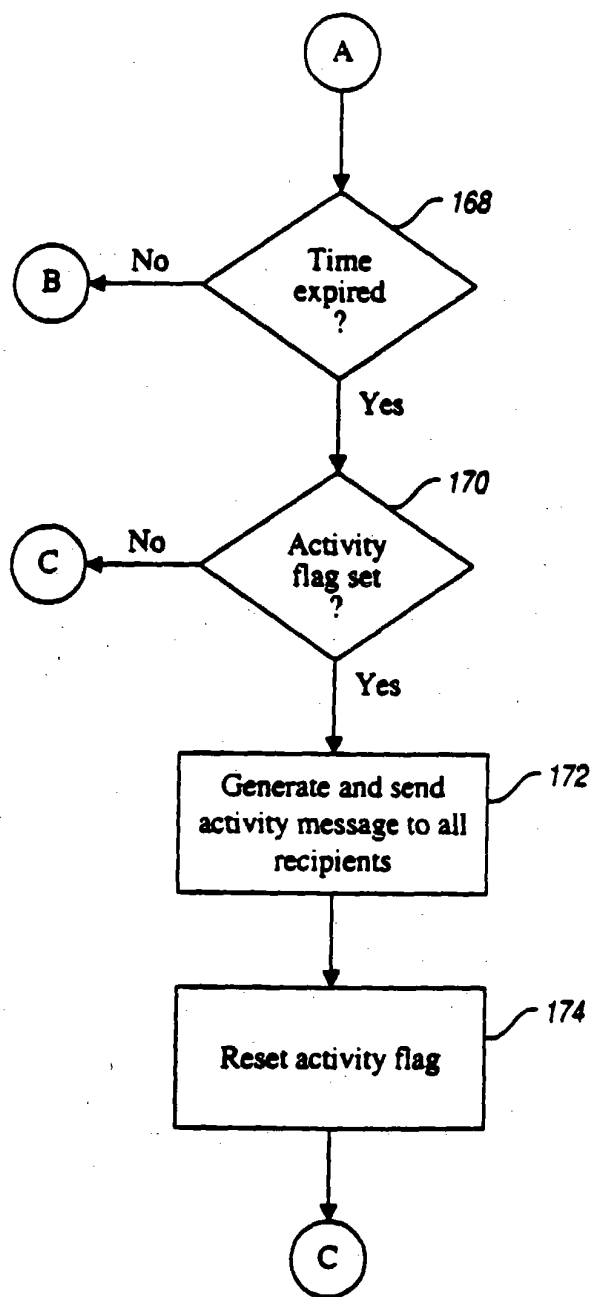 A
168
Time
expired
?
No
B
Yes
170
Activity
flag set
?
No
C
Yes
172
Generate and send
activity message to all
recipients
174
Reset activity flag
C